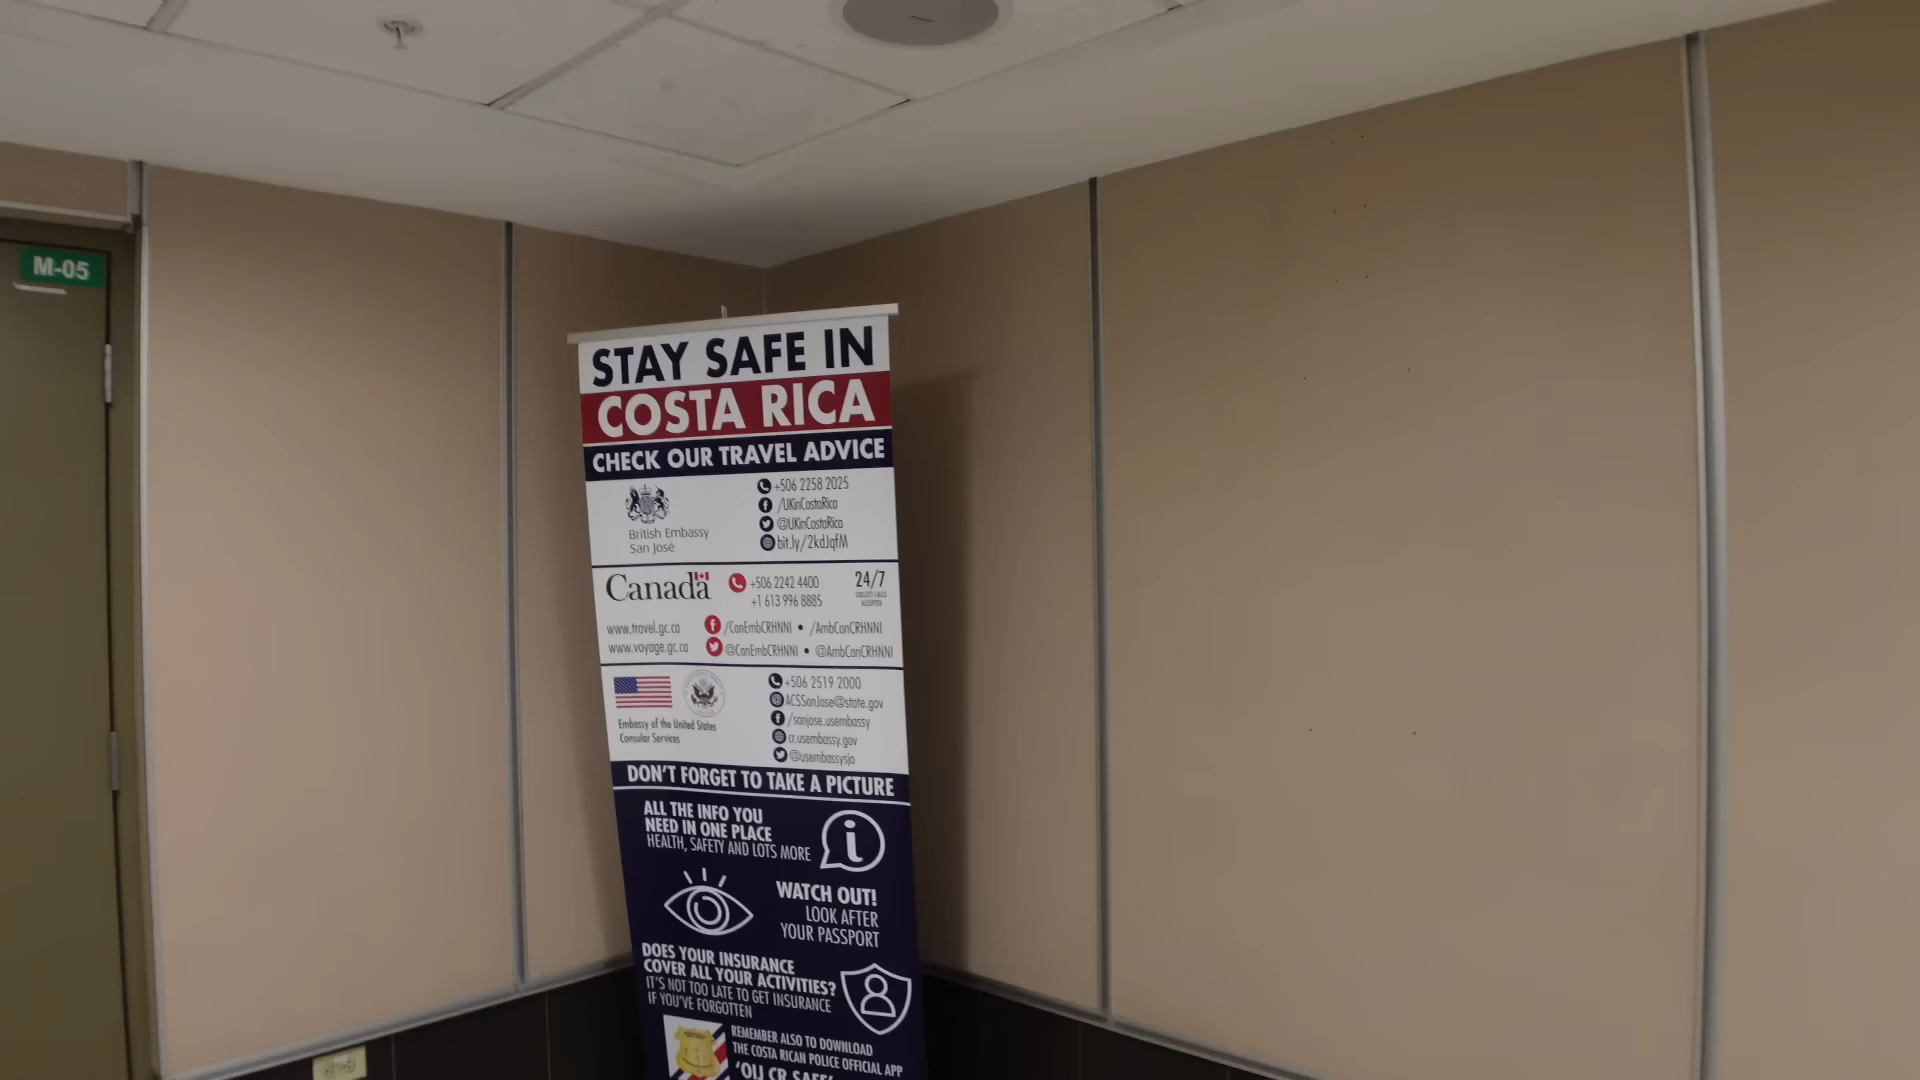 M-05
STAY SAFE IN
COSTA RICA
CHECK OUR TRAVEL ADVICE
British Embassy
San José
+506 2258 2025
/UKinCostaRica
@UKinCostaRica
bit.ly/2kdJqfM
Canada
+506 2242 4400
+1 613 996 8885
24/7
COLLECT CALLS
ACCEPTED
www.travel.gc.ca
/CanEmbCRHNNI • /AmbCanCRHNNI
www.voyage.gc.ca
@CanEmbCRHNNI • @AmbCanCRHNNI
Embassy of the United States
Consular Services
+506 2519 2000
ACSSanJose@state.gov
/sanjose.usembassy
cr.usembassy.gov
@usembassysjo
DON'T FORGET TO TAKE A PICTURE
ALL THE INFO YOU
NEED IN ONE PLACE
HEALTH, SAFETY AND LOTS MORE
WATCH OUT!
LOOK AFTER
YOUR PASSPORT
DOES YOUR INSURANCE
COVER ALL YOUR ACTIVITIES?
IT'S NOT TOO LATE TO GET INSURANCE
IF YOU'VE FORGOTTEN
REMEMBER ALSO TO DOWNLOAD
THE COSTA RICAN POLICE OFFICIAL APP
'OIJ CR SAFE'